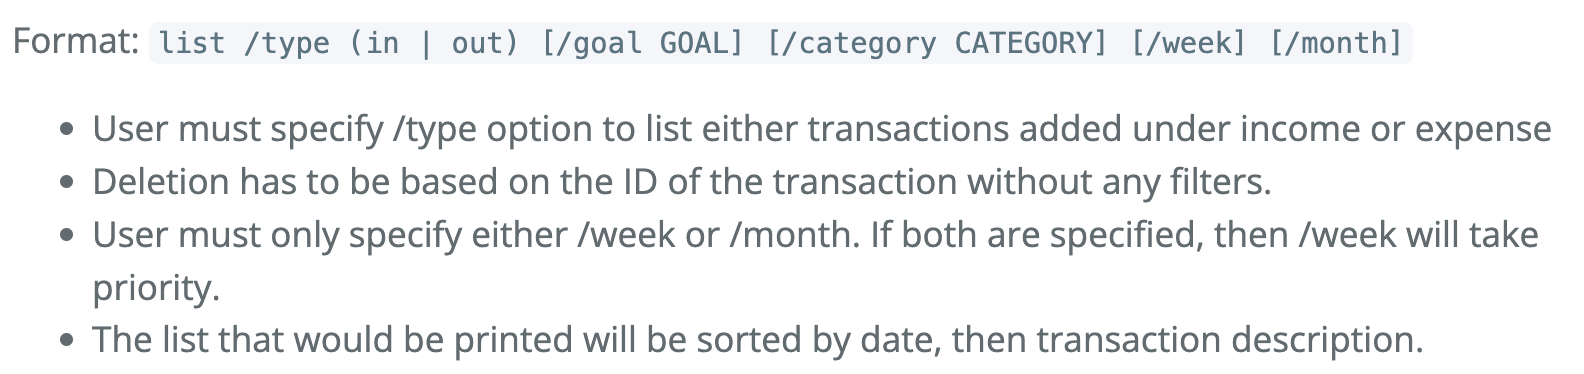 Format: list /type (in | out) [/goal GOAL] [/category CATEGORY] [/week] [/month]
• User must specify /type option to list either transactions added under income or expense
• Deletion has to be based on the ID of the transaction without any filters.
• User must only specify either /week or /month. If both are specified, then /week will take
priority.
• The list that would be printed will be sorted by date, then transaction description.